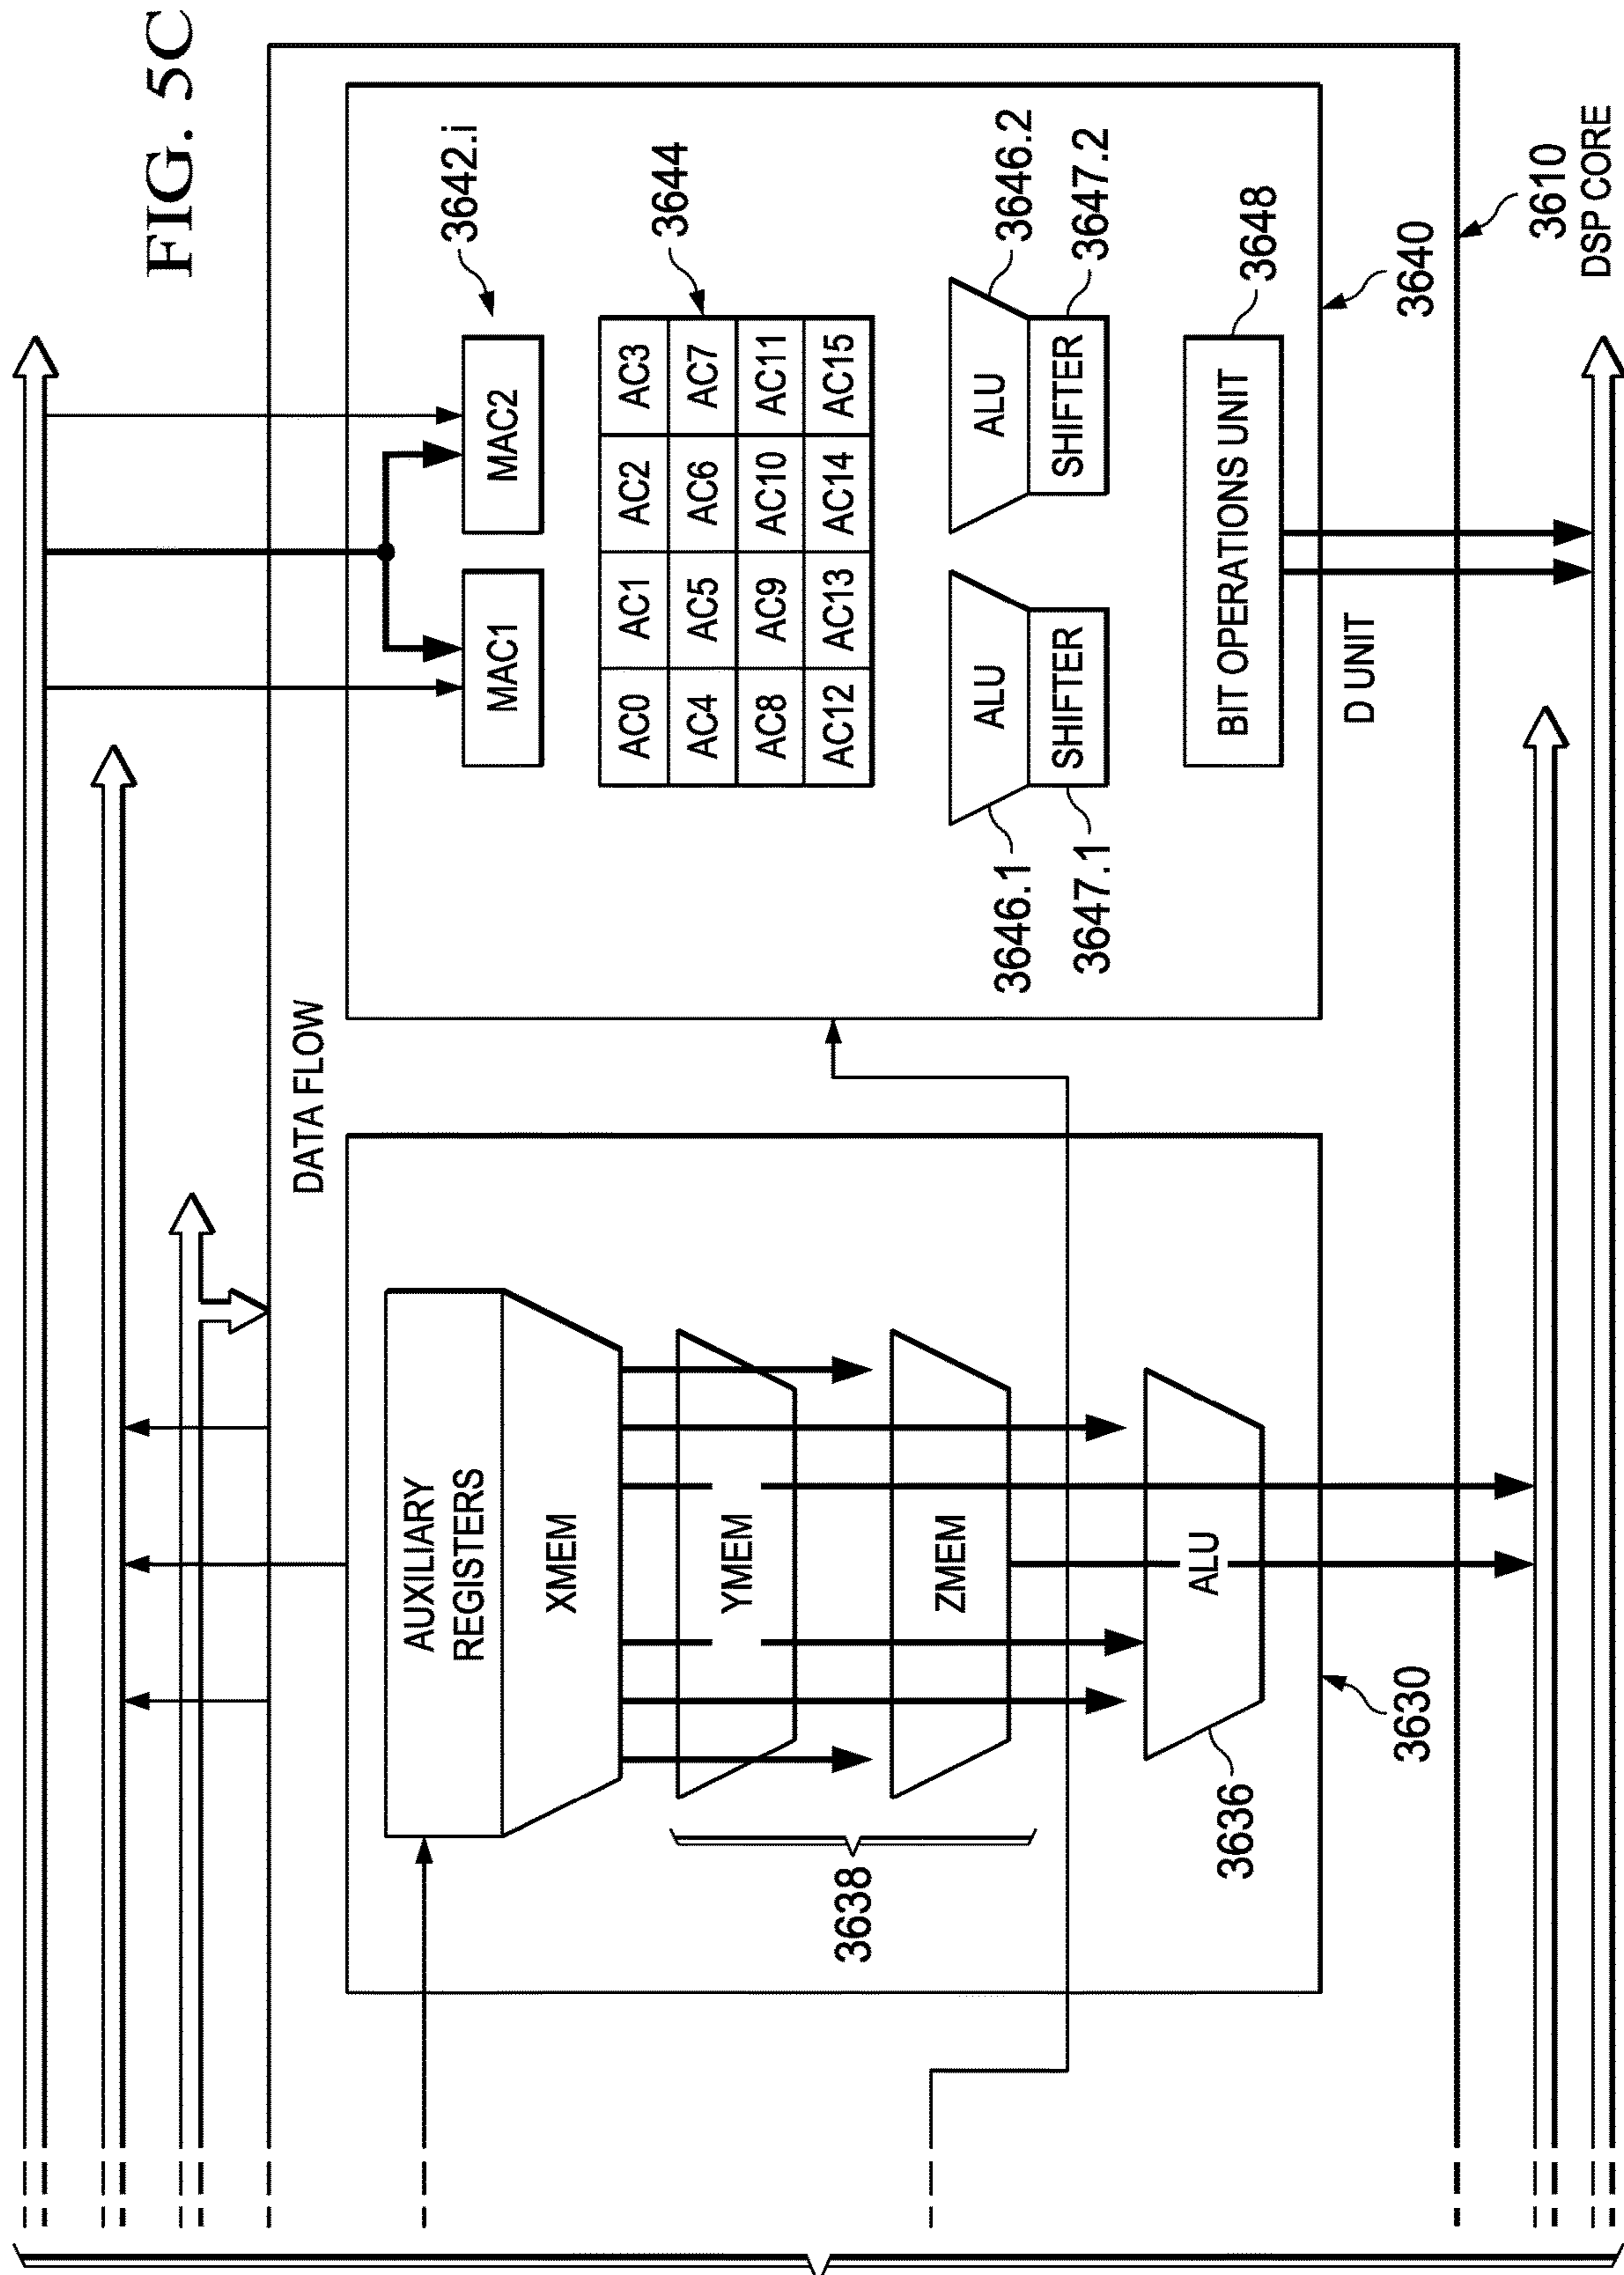 FIG. 5C
DATA FLOW
AUXILIARY
REGISTERS
XMEM
YMEM
ZMEM
ALU
3638
3636
3630
MAC1
MAC2
3642.i
AC0 AC1 AC2 AC3
AC4 AC5 AC6 AC7
AC8 AC9 AC10 AC11
AC12 AC13 AC14 AC15
3644
ALU
SHIFTER
3646.1
3647.1
ALU
SHIFTER
3646.2
3647.2
BIT OPERATIONS UNIT
3648
D UNIT
3640
3610
DSP CORE